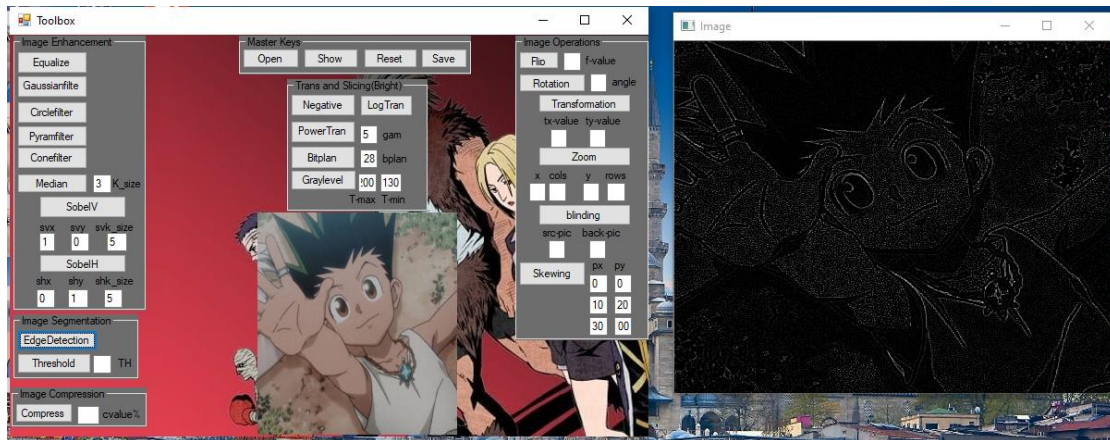 Toolbox
Image Enhancement
Equalize
Gaussianfilte
Circlefilter
Pyramfilter
Conefilter
Median 3 K_size
SobelV
svx svy svk_size
1 0 5
SobelH
shx shy shk_size
0 1 5
Image Segmentation
EdgeDetection
Threshold TH
Image Compression
Compress cvalue%
Master Keys
Open Show Reset Save
Trans and Slicing(Bright)
Negative LogTran
PowerTran 5 gam
Bitplan 28 bplan
Graylevel 200 130
T-max T-min
Image Operations
Flip f-value
Rotation angle
Transformation
tx-value ty-value
Zoom
x cols y rows
blinding
src-pic back-pic
px py
Skewing 0 0
10 20
30 00
Image